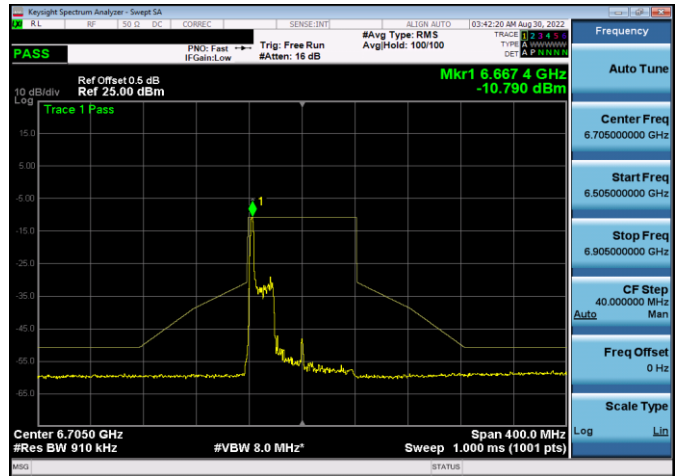 Keysight Spectrum Analyzer - Swept SA
RL RF 50 Ω DC CORREC SENSE:INT ALIGN AUTO 03:42:20 AM Aug 30, 2022
Frequency
PASS
PNO: Fast
IFGain:Low
Trig: Free Run
#Atten: 16 dB
#Avg Type: RMS
Avg|Hold: 100/100
TRACE 1 2 3 4 5 6
TYPE A WWWWW
DET A P N N N N
Ref Offset 0.5 dB
10 dB/div Ref 25.00 dBm
Log
Mkr1 6.667 4 GHz
-10.790 dBm
Trace 1 Pass
15.0
5.00
-5.00
-15.0
-25.0
-35.0
-45.0
-55.0
-65.0
1
Center 6.7050 GHz
#Res BW 910 kHz
#VBW 8.0 MHz*
Span 400.0 MHz
Sweep 1.000 ms (1001 pts)
MSG
STATUS
Auto Tune
Center Freq
6.705000000 GHz
Start Freq
6.505000000 GHz
Stop Freq
6.905000000 GHz
CF Step
40.000000 MHz
Auto Man
Freq Offset
0 Hz
Scale Type
Log Lin